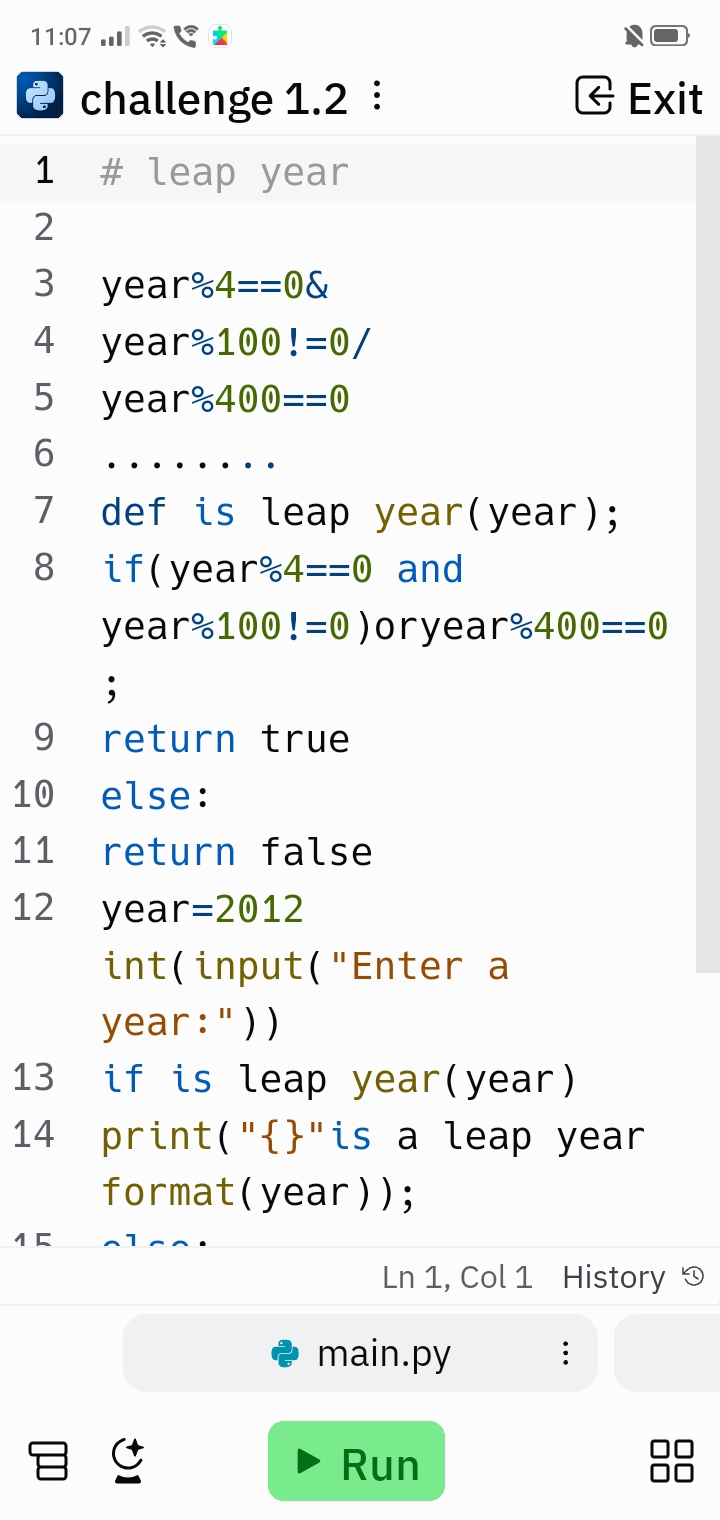 11:07
challenge 1.2
Exit
1 # leap year
2
3 year%4==0&
4 year%100!=0/
5 year%400==0
6 ........
7 def is leap year(year);
8 if(year%4==0 and
year%100!=0)oryear%400==0
;
9 return true
10 else:
11 return false
12 year=2012
int(input("Enter a
year:"))
13 if is leap year(year)
14 print("{}"is a leap year
format(year));
15 else:
Ln 1, Col 1 History
main.py
Run